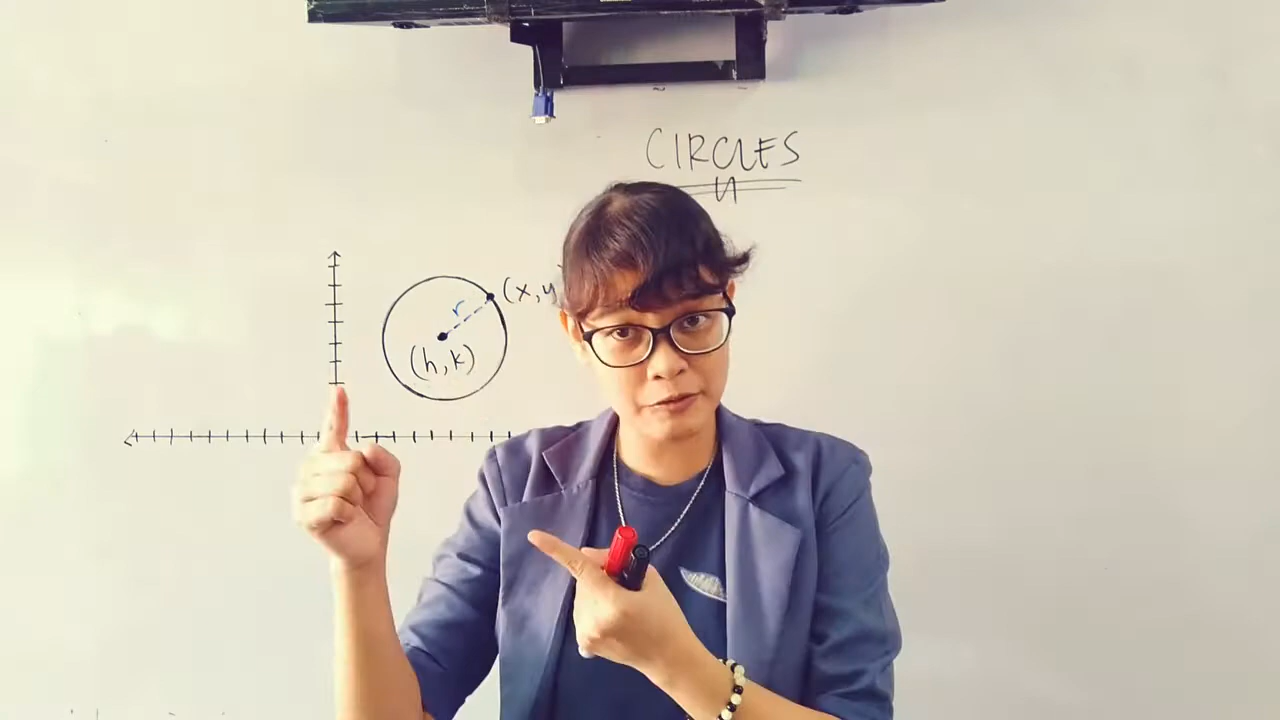 CIRCLES
(x, y
r
(h, k)